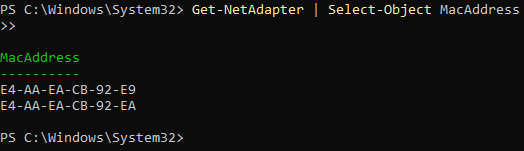 PS C:\Windows\System32> Get-NetAdapter | Select-Object MacAddress
>>
MacAddress
----------
E4-AA-EA-CB-92-E9
E4-AA-EA-CB-92-EA
PS C:\Windows\System32>